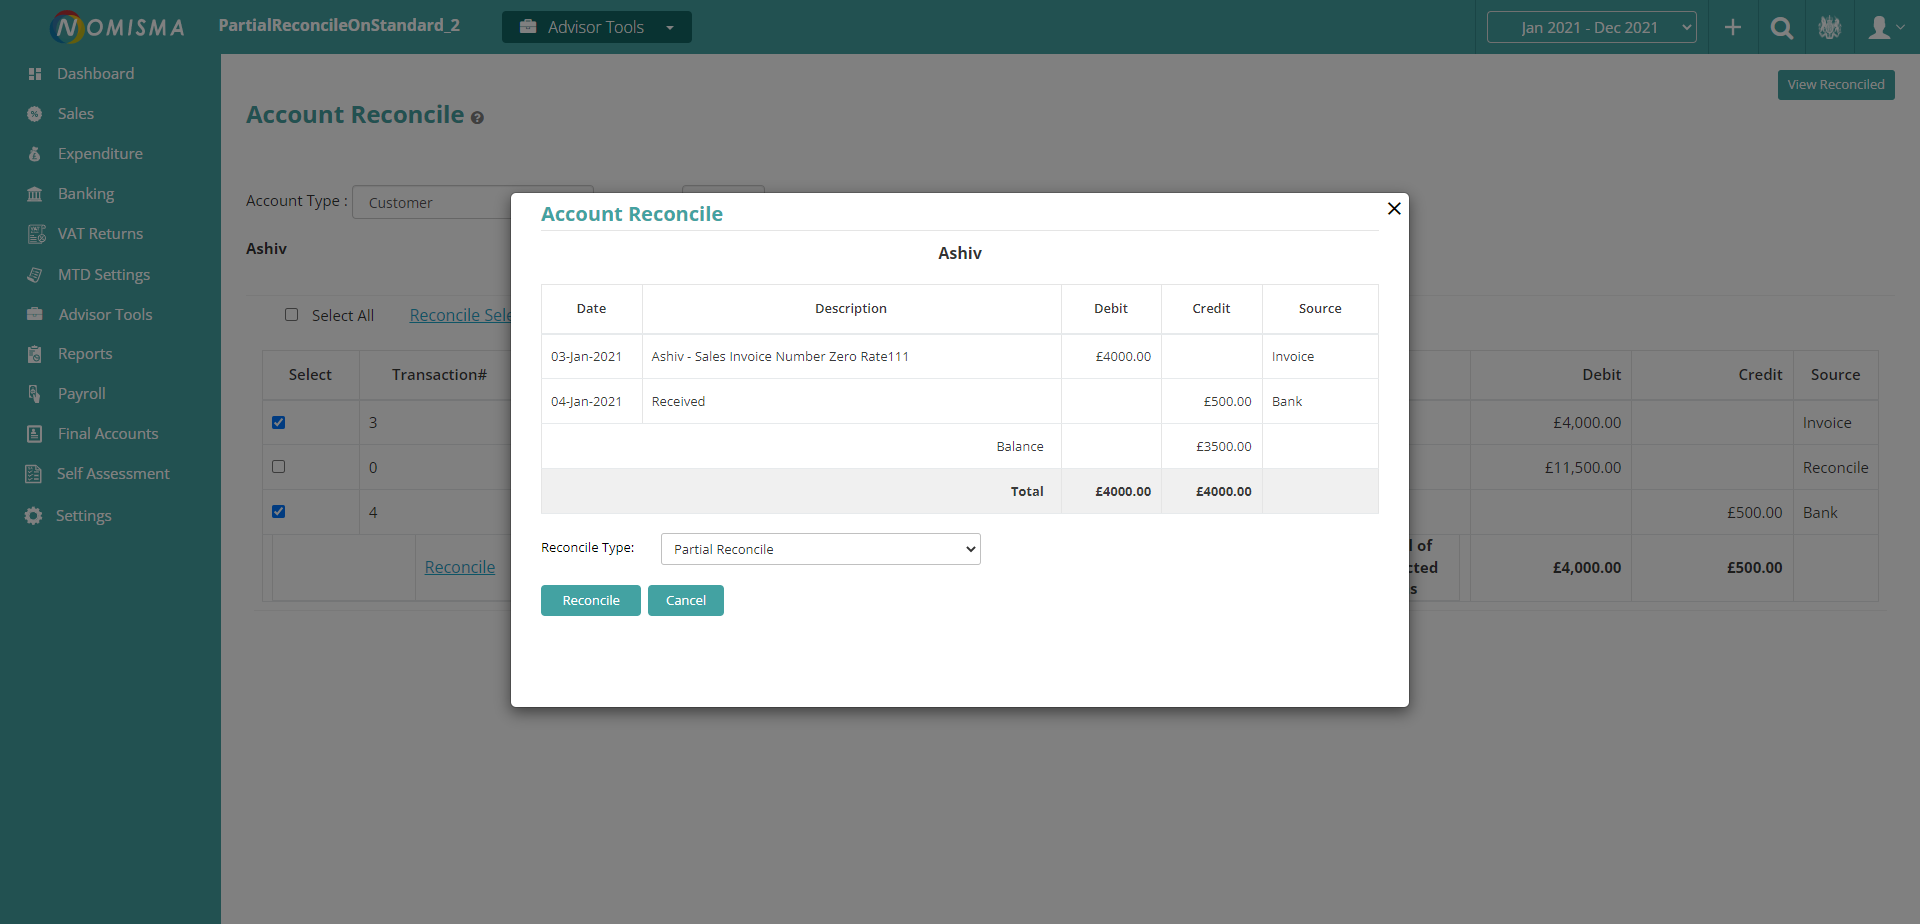 NOMISMA PartialReconcileOnStandard_2 Advisor Tools Jan 2021 - Dec 2021
View Reconciled
Dashboard
Sales
Expenditure
Banking
VAT Returns
MTD Settings
Advisor Tools
Reports
Payroll
Final Accounts
Self Assessment
Settings
Account Reconcile
Account Type : Customer
Ashiv
Select All Reconcile Sele
Select Transaction# Debit Credit Source
3 £4,000.00 Invoice
0 £11,500.00 Reconcile
4 £500.00 Bank
Reconcile £4,000.00 £500.00
l of
cted
s
Account Reconcile
Ashiv
Date Description Debit Credit Source
03-Jan-2021 Ashiv - Sales Invoice Number Zero Rate111 £4000.00 Invoice
04-Jan-2021 Received £500.00 Bank
Balance £3500.00
Total £4000.00 £4000.00
Reconcile Type: Partial Reconcile
Reconcile Cancel